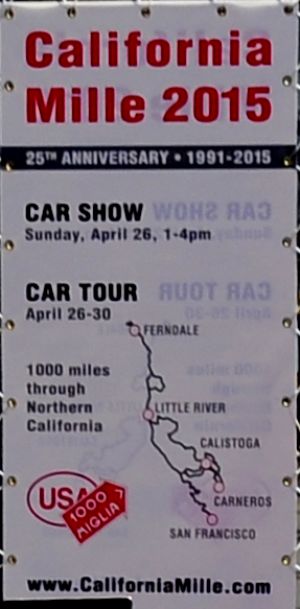 California
Mille 2015
25TH ANNIVERSARY • 1991-2015
CAR SHOW
Sunday, April 26, 1-4pm
CAR TOUR
April 26-30
FERNDALE
1000 miles
through
Northern
California
LITTLE RIVER
CALISTOGA
CARNEROS
SAN FRANCISCO
USA
1000
MIGLIA
www.CaliforniaMille.com